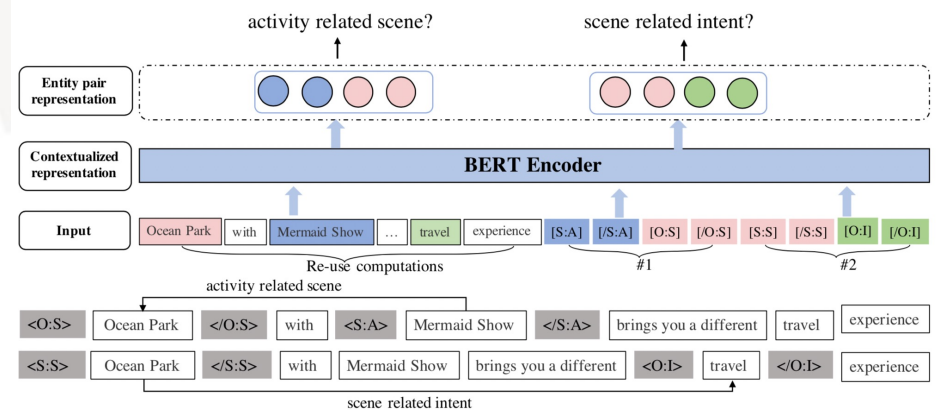 activity related scene? scene related intent?
Entity pair
representation
Contextualized
representation
BERT Encoder
Input
Ocean Park with Mermaid Show ... travel experience [S:A] [/S:A] [O:S] [/O:S] [S:S] [/S:S] [O:I] [/O:I]
Re-use computations #1 #2
activity related scene
<O:S> Ocean Park </O:S> with <S:A> Mermaid Show </S:A> brings you a different travel experience
<S:S> Ocean Park </S:S> with Mermaid Show brings you a different <O:I> travel </O:I> experience
scene related intent